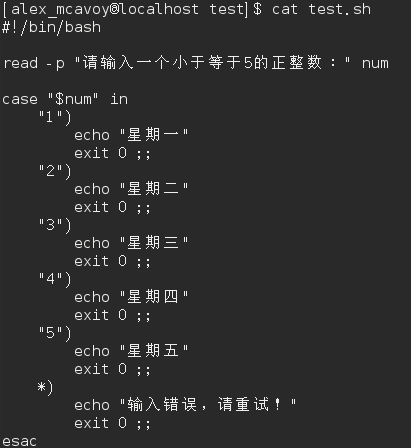 [alex_mcavoy@localhost test]$ cat test.sh
#!/bin/bash

read -p "请输入一个小于等于5的正整数：" num

case "$num" in
    "1")
        echo "星期一"
        exit 0 ;;
    "2")
        echo "星期二"
        exit 0 ;;
    "3")
        echo "星期三"
        exit 0 ;;
    "4")
        echo "星期四"
        exit 0 ;;
    "5")
        echo "星期五"
        exit 0 ;;
    *)
        echo "输入错误，请重试！"
        exit 0 ;;
esac